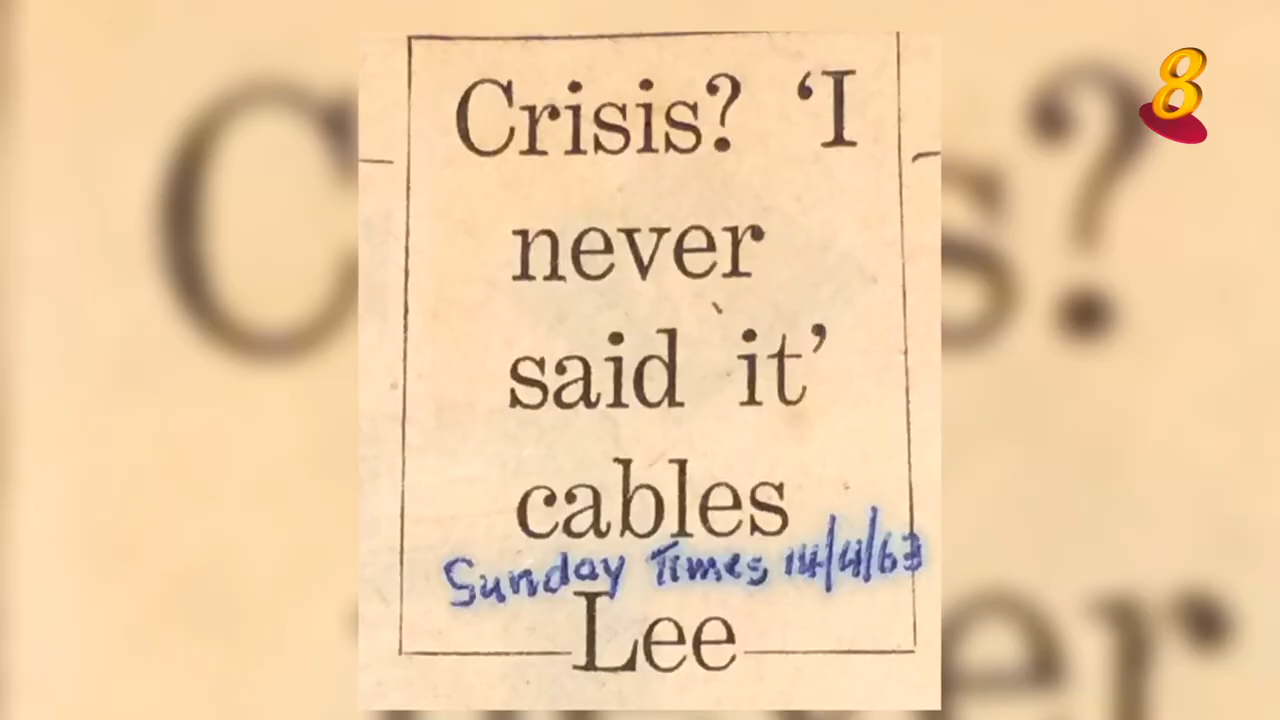 Crisis? ‘I
never
said it’
cables
Sunday Times 14/4/63
Lee
8